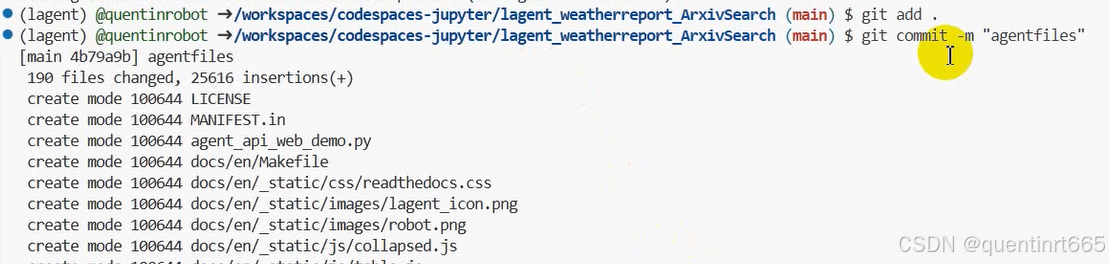 (lagent) @quentinrobot ➜/workspaces/codespaces-jupyter/lagent_weatherreport_ArxivSearch (main) $ git add .
(lagent) @quentinrobot ➜/workspaces/codespaces-jupyter/lagent_weatherreport_ArxivSearch (main) $ git commit -m "agentfiles"
[main 4b79a9b] agentfiles
190 files changed, 25616 insertions(+)
create mode 100644 LICENSE
create mode 100644 MANIFEST.in
create mode 100644 agent_api_web_demo.py
create mode 100644 docs/en/Makefile
create mode 100644 docs/en/_static/css/readthedocs.css
create mode 100644 docs/en/_static/images/lagent_icon.png
create mode 100644 docs/en/_static/images/robot.png
create mode 100644 docs/en/_static/js/collapsed.js
CSDN @quentinrt665